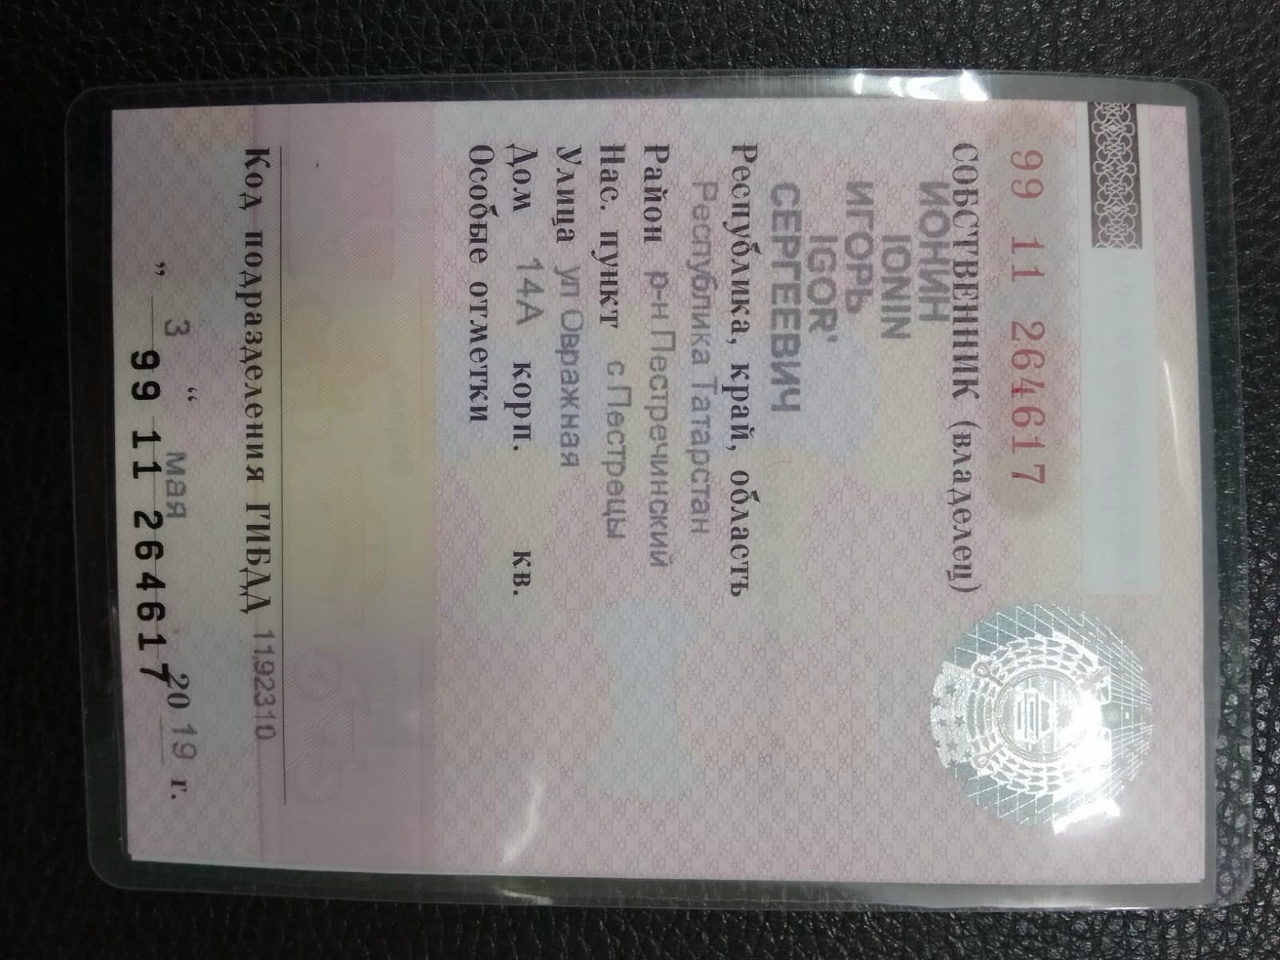 99 11 264617
СОБСТВЕННИК (владелец)
ИОНИН
IONIN
ИГОРЬ
IGOR'
СЕРГЕЕВИЧ
Республика, край, область
Республика Татарстан
Район р-н Пестречинский
Нас. пункт с Пестрецы
Улица ул Овражная
Дом 14А корп. кв.
Особые отметки
Код подразделения ГИБДД 1192310
" 3 " мая 2019 г.
99 11 264617